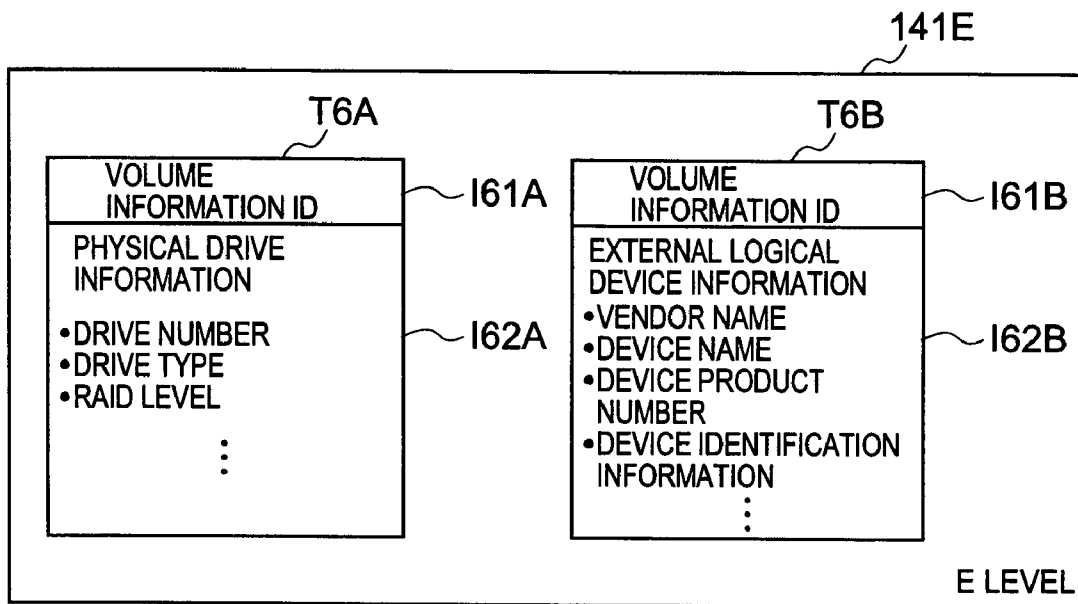 141E
T6A
VOLUME
INFORMATION ID
I61A
PHYSICAL DRIVE
INFORMATION
•DRIVE NUMBER
•DRIVE TYPE
•RAID LEVEL
I62A
T6B
VOLUME
INFORMATION ID
I61B
EXTERNAL LOGICAL
DEVICE INFORMATION
•VENDOR NAME
•DEVICE NAME
•DEVICE PRODUCT
NUMBER
•DEVICE IDENTIFICATION
INFORMATION
I62B
E LEVEL